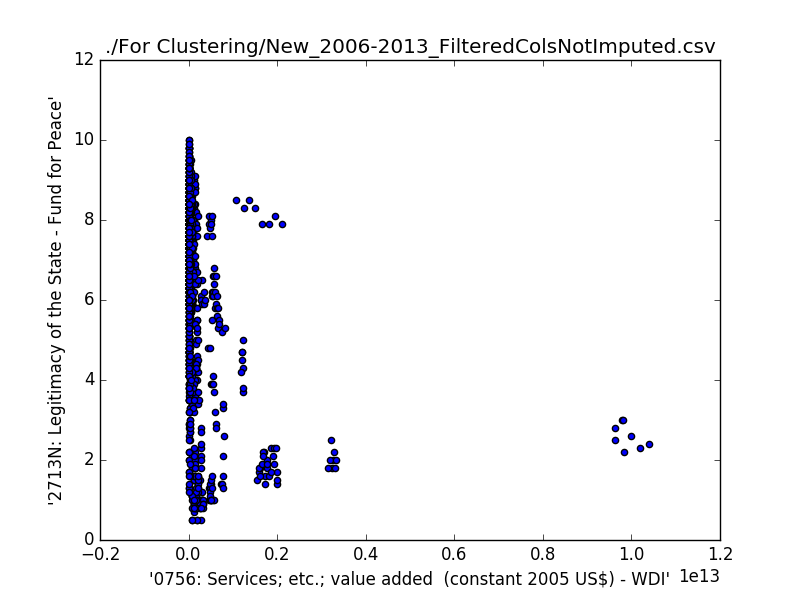 ./For Clustering/New_2006-2013_FilteredColsNotImputed.csv
'2713N: Legitimacy of the State - Fund for Peace'
12
10
8
6
4
2
0
−0.2 0.0 0.2 0.4 0.6 0.8 1.0 1.2
1e13
'0756: Services; etc.; value added  (constant 2005 US$) - WDI'